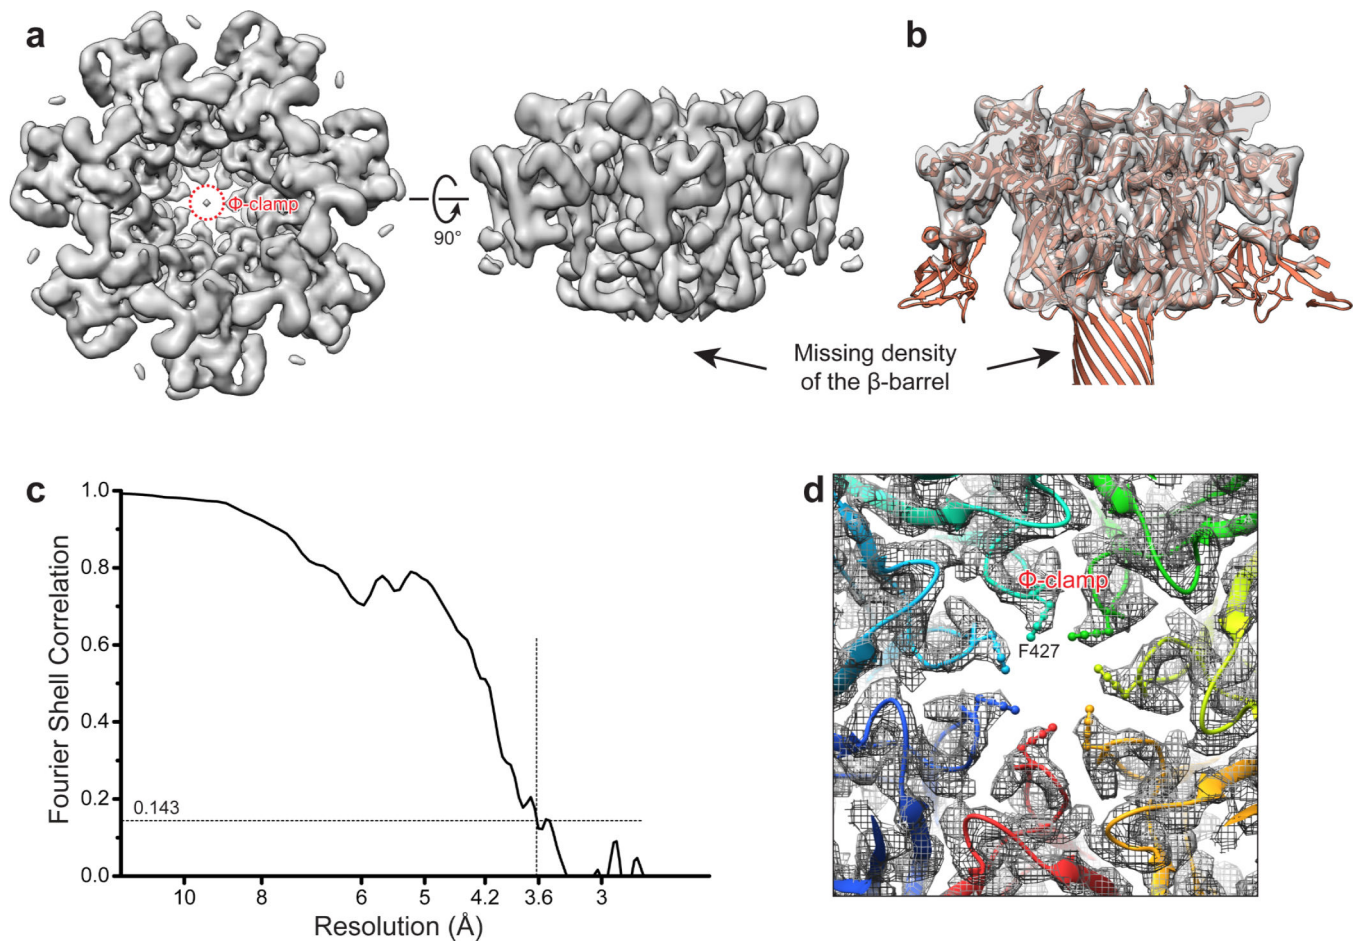 a
Φ-clamp
90°
b
Missing density
of the β-barrel
c
Fourier Shell Correlation
1.0
0.8
0.6
0.4
0.2
0.0
0.143
10 8 6 5 4.2 3.6 3
Resolution (Å)
d
Φ-clamp
F427